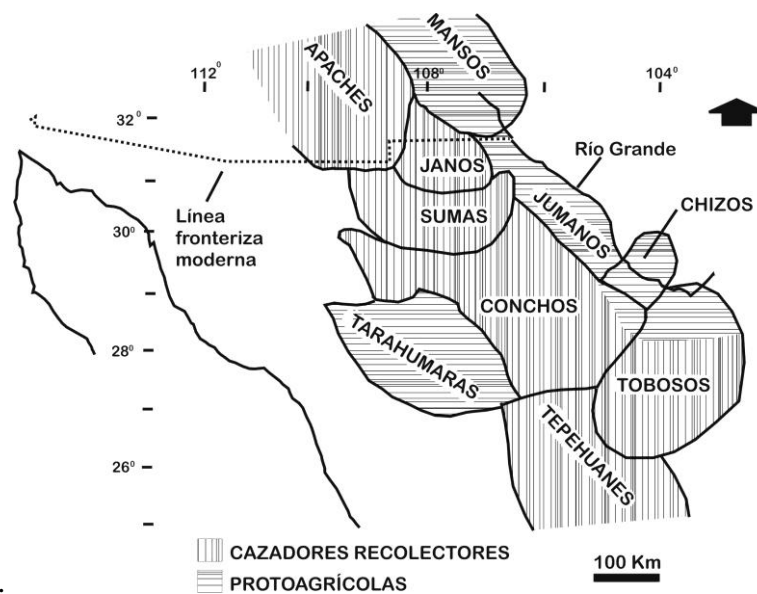 112°
108°
104°
APACHES
MANSOS
32°
JANOS
Río Grande
SUMAS
JUMANOS
CHIZOS
Línea
fronteriza
moderna
30°
CONCHOS
TARAHUMARAS
28°
TOBOSOS
TEPEHUANES
26°
CAZADORES RECOLECTORES
PROTOAGRÍCOLAS
100 Km
.